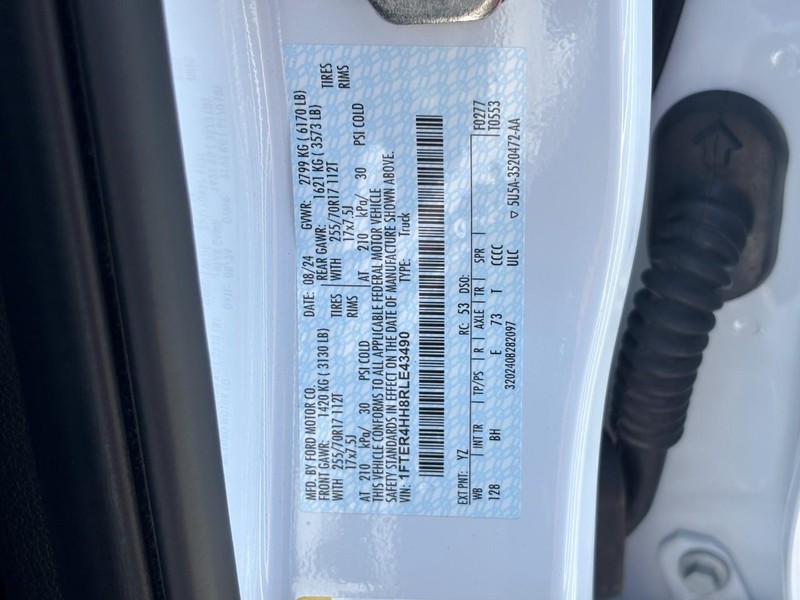 MFD. BY FORD MOTOR CO. DATE: 08/24 GVWR: 2799 KG ( 6170 LB)
FRONT GAWR: 1420 KG ( 3130 LB) REAR GAWR: 1621 KG ( 3573 LB)
WITH 255/70R17 112T TIRES WITH 255/70R17 112T TIRES
17x7.5J RIMS 17x7.5J RIMS
AT 210 kPa/ 30 PSI COLD AT 210 kPa/ 30 PSI COLD
THIS VEHICLE CONFORMS TO ALL APPLICABLE FEDERAL MOTOR VEHICLE
SAFETY STANDARDS IN EFFECT ON THE DATE OF MANUFACTURE SHOWN ABOVE.
VIN: 1FTER4HH8RLE43490 TYPE: Truck
EXT PNT: YZ RC: 53 DSO: F0277
WB INT TR TP/PS R AXLE TR SPR T0553
128 BH E 73 T CCCC
3202408282097 ULC
5U5A-3520472-AA